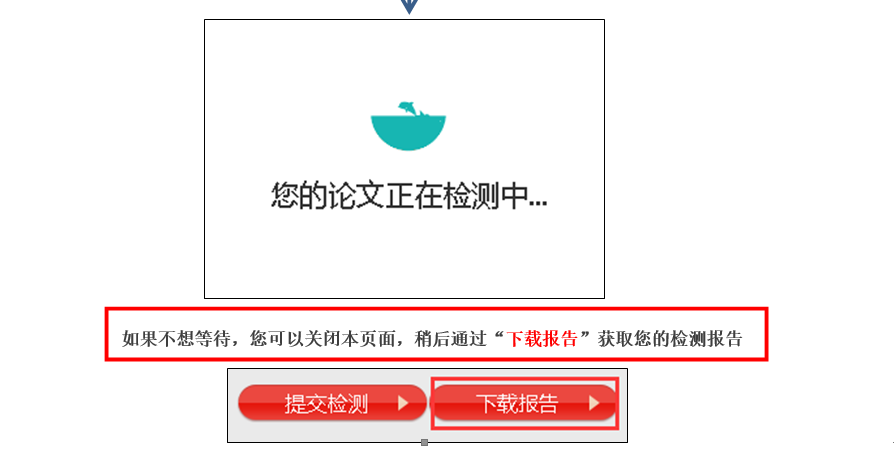 您的论文正在检测中...
如果不想等待，您可以关闭本页面，稍后通过“下载报告”获取您的检测报告
提交检测
下载报告